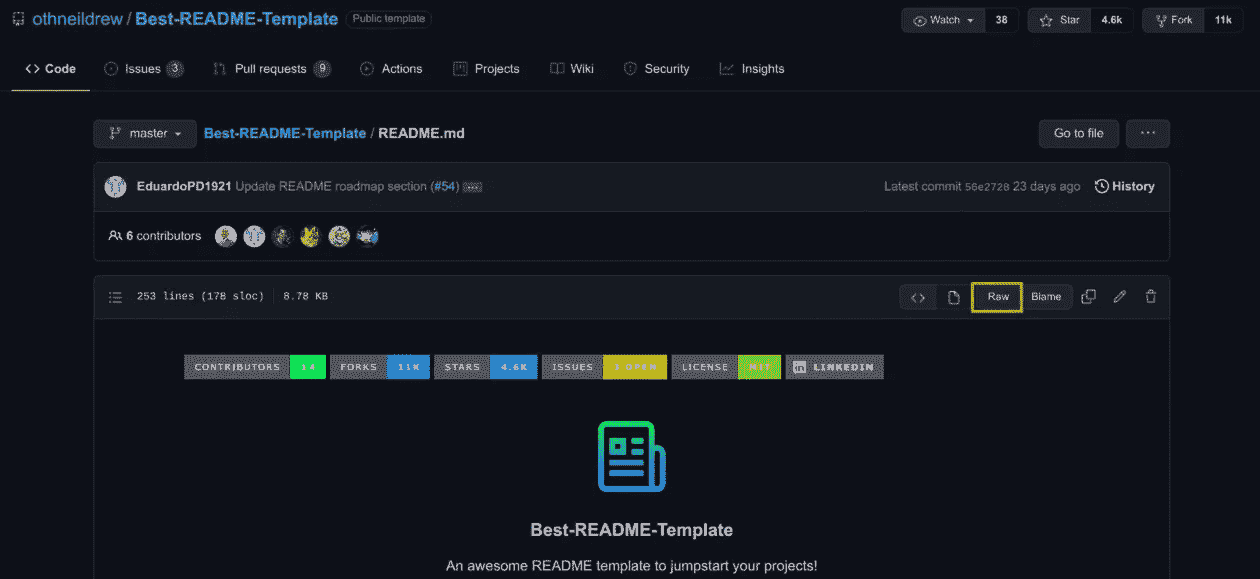 othneildrew / Best-README-Template Public template Watch 38 Star 4.6k Fork 11k
Code Issues 3 Pull requests 9 Actions Projects Wiki Security Insights
master Best-README-Template / README.md Go to file ...
EduardoPD1921 Update README roadmap section (#54) ... Latest commit 56e2728 23 days ago History
6 contributors
253 lines (178 sloc) 8.78 KB Raw Blame
CONTRIBUTORS 14 FORKS 11K STARS 4.6K ISSUES OPEN LICENSE MIT in LINKEDIN
Best-README-Template
An awesome README template to jumpstart your projects!